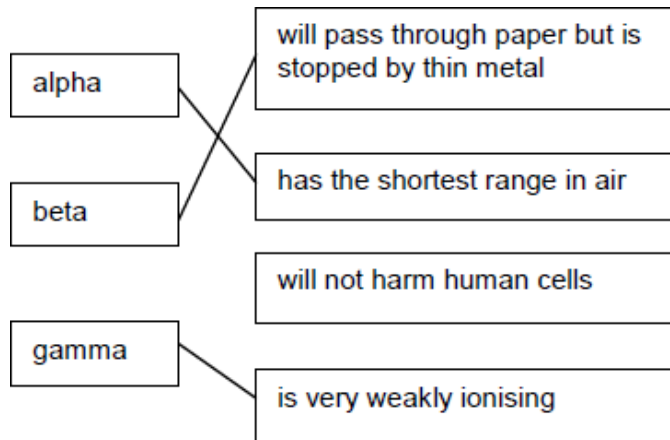 alpha
beta
gamma
will pass through paper but is
stopped by thin metal
has the shortest range in air
will not harm human cells
is very weakly ionising